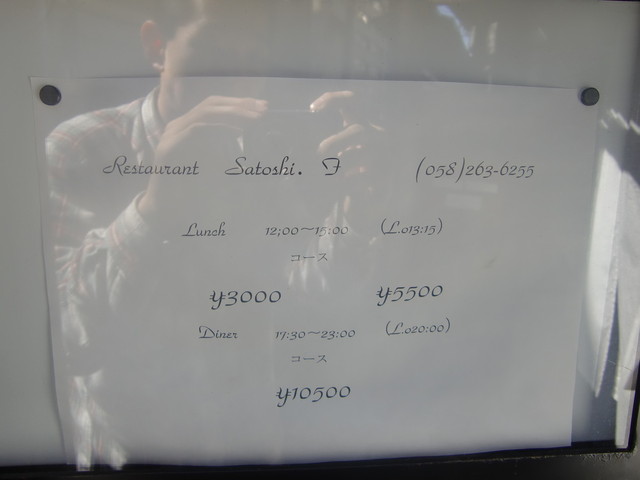 Restaurant Satoshi. F (058)263-6255
Lunch 12;00〜15:00 (L.o13:15)
コース
¥3000 ¥5500
Diner 17:30〜23:00 (L.o20:00)
コース
¥10500